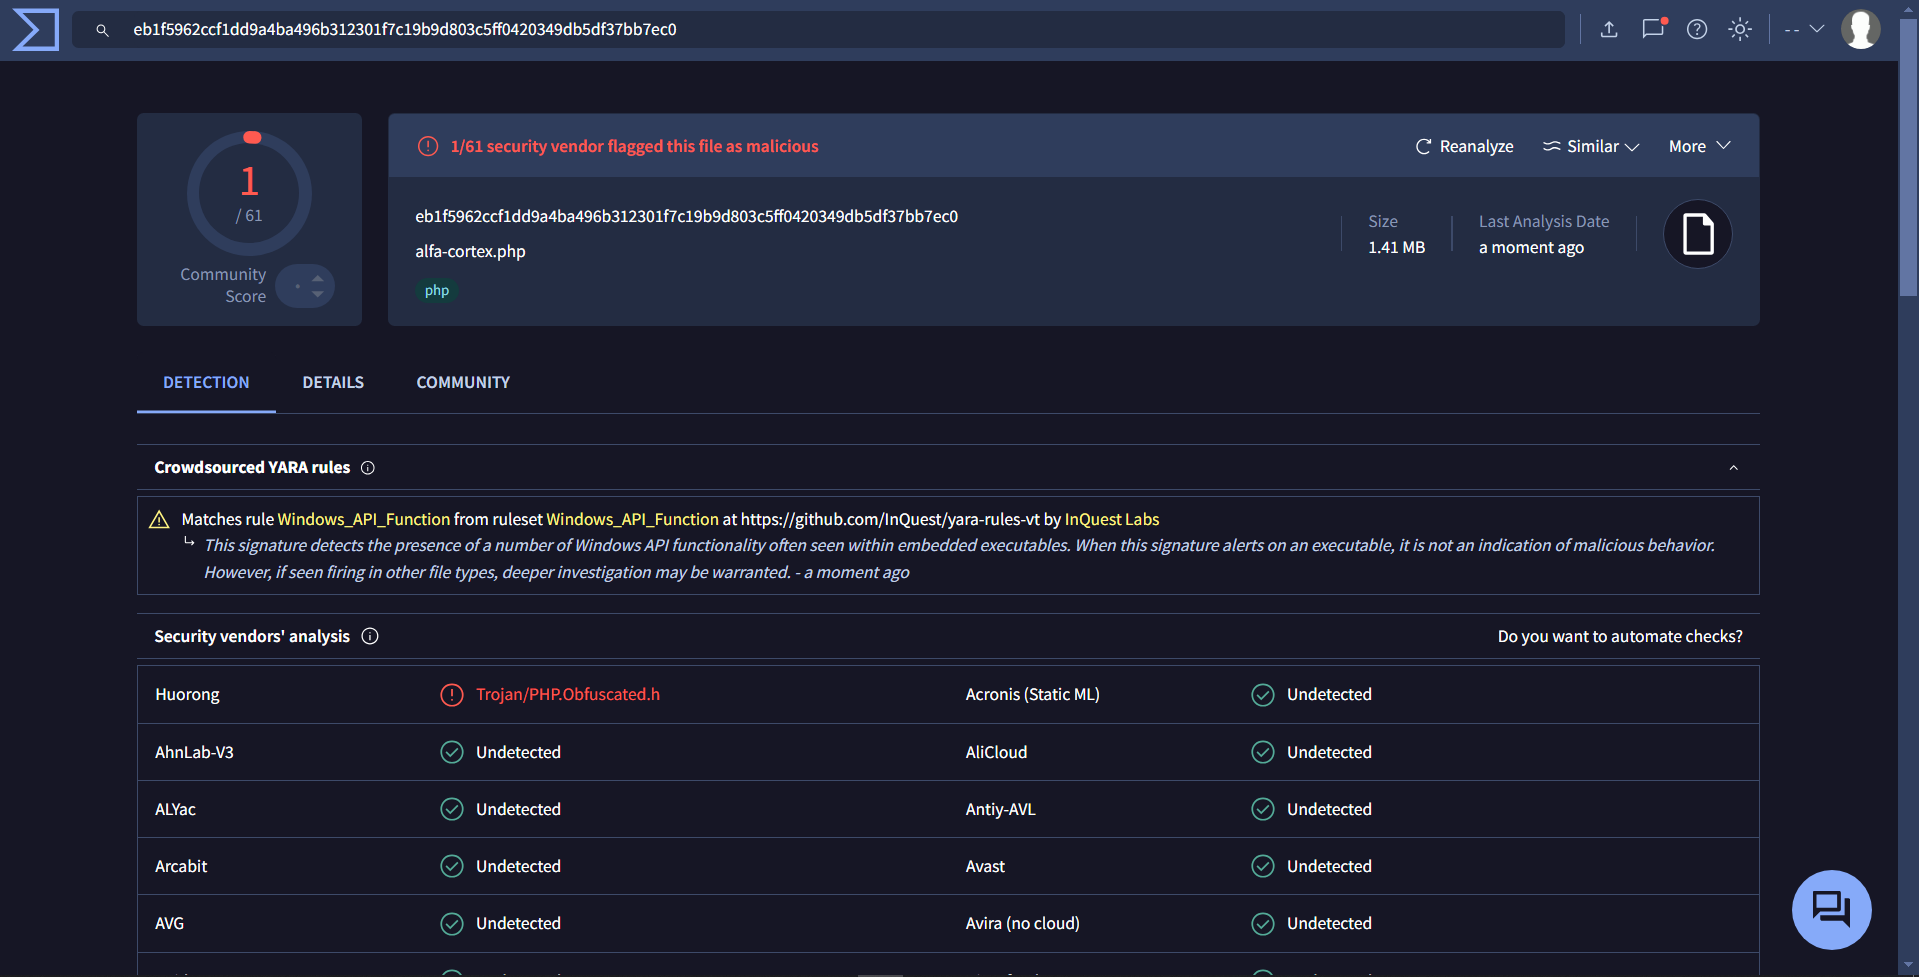 eb1f5962ccf1dd9a4ba496b312301f7c19b9d803c5ff0420349db5df37bb7ec0
--
1
/ 61
Community
Score
1/61 security vendor flagged this file as malicious
Reanalyze
Similar
More
eb1f5962ccf1dd9a4ba496b312301f7c19b9d803c5ff0420349db5df37bb7ec0
alfa-cortex.php
php
Size
1.41 MB
Last Analysis Date
a moment ago
DETECTION
DETAILS
COMMUNITY
Crowdsourced YARA rules
Matches rule Windows_API_Function from ruleset Windows_API_Function at https://github.com/InQuest/yara-rules-vt by InQuest Labs
This signature detects the presence of a number of Windows API functionality often seen within embedded executables. When this signature alerts on an executable, it is not an indication of malicious behavior.
However, if seen firing in other file types, deeper investigation may be warranted. - a moment ago
Security vendors' analysis
Do you want to automate checks?
Huorong Trojan/PHP.Obfuscated.h Acronis (Static ML) Undetected
AhnLab-V3 Undetected AliCloud Undetected
ALYac Undetected Antiy-AVL Undetected
Arcabit Undetected Avast Undetected
AVG Undetected Avira (no cloud) Undetected